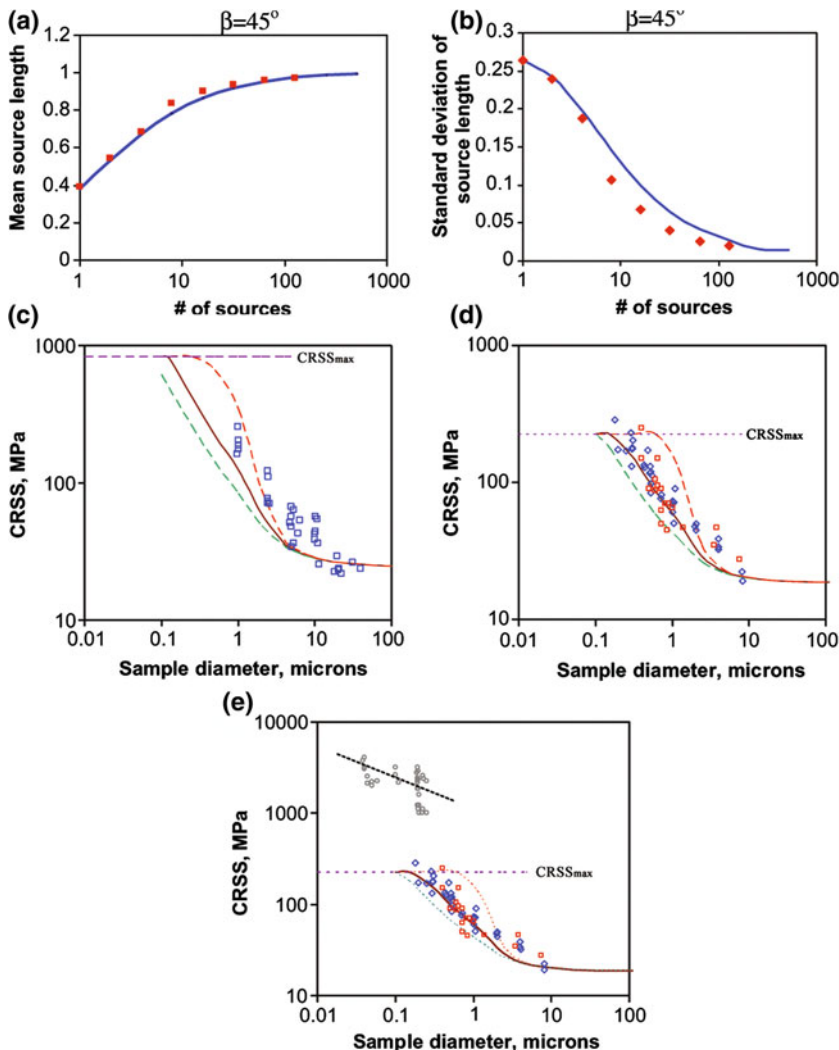 (a)
β=45°
Mean source length
1.2
1
0.8
0.6
0.4
0.2
0
1
10
100
1000
# of sources
(b)
β=45°
Standard deviation of
source length
0.3
0.25
0.2
0.15
0.1
0.05
0
1
10
100
1000
# of sources
(c)
CRSS, MPa
1000
100
10
CRSSmax
0.01
0.1
1
10
100
Sample diameter, microns
(d)
CRSS, MPa
1000
100
10
CRSSmax
0.01
0.1
1
10
100
Sample diameter, microns
(e)
CRSS, MPa
10000
1000
100
10
CRSSmax
0.01
0.1
1
10
100
Sample diameter, microns